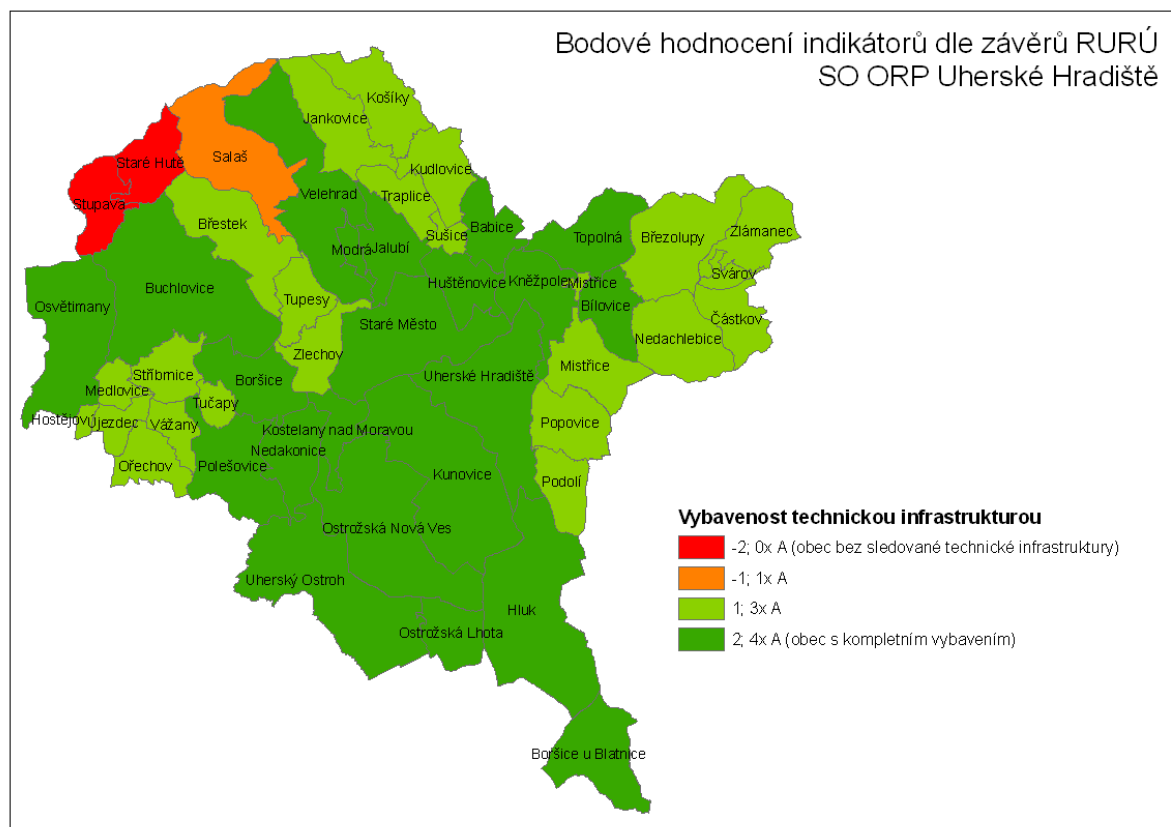 Bodové hodnocení indikátorů dle závěrů RURÚ
SO ORP Uherské Hradiště
Košíky
Jankovice
Staré Hutě
Salaš
Kudlovice
Stupava
Velehrad
Traplice
Břestek
Sušice
Babice
Topolná
Březolupy
Zlámanec
Modrá
Jalubí
Buchlovice
Huštěnovice
Kněžpole
Mistřice
Svárov
Osvětimany
Tupesy
Bílovice
Částkov
Staré Město
Nedachlebice
Zlechov
Mistřice
Stříbrnice
Boršice
Uherské Hradiště
Medlovice
Tučapy
Hostějov
Újezdec
Vážany
Popovice
Kostelany nad Moravou
Nedakonice
Ořechov
Polešovice
Kunovice
Podolí
Ostrožská Nová Ves
Uherský Ostroh
Hluk
Ostrožská Lhota
Boršice u Blatnice
Vybavenost technickou infrastrukturou
-2; 0x A (obec bez sledované technické infrastruktury)
-1; 1x A
1; 3x A
2; 4x A (obec s kompletním vybavením)